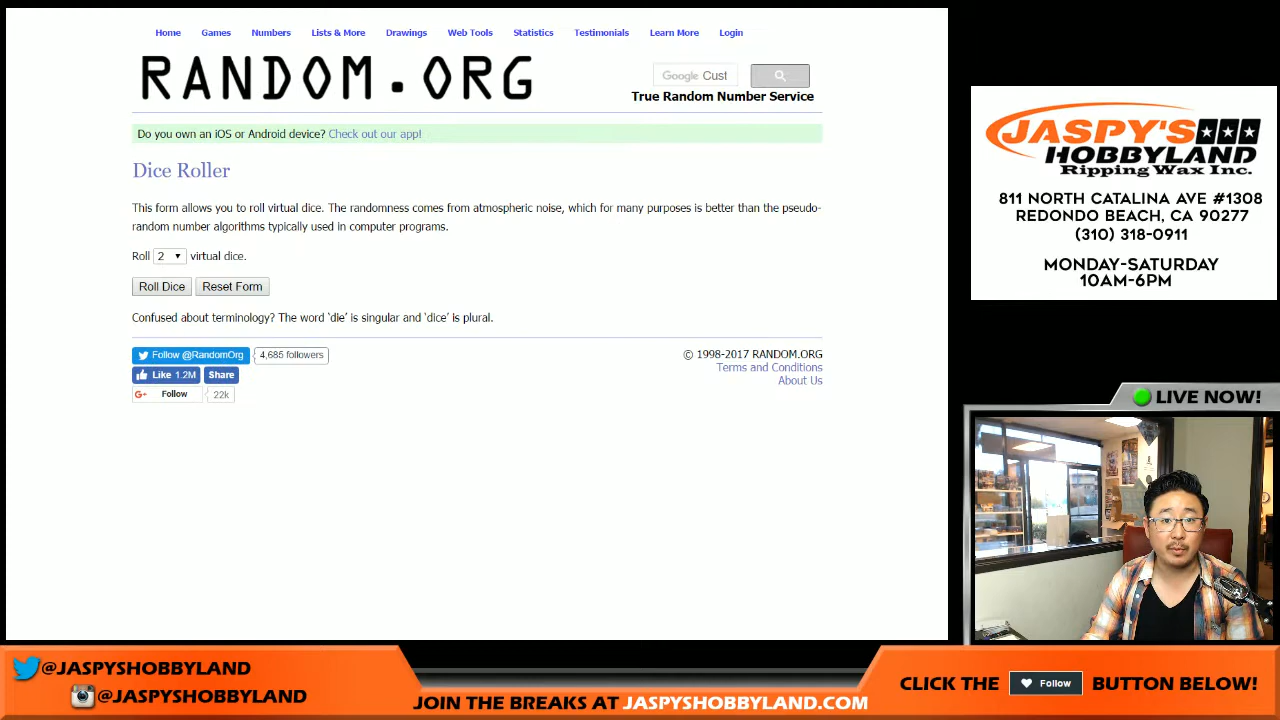 Home Games Numbers Lists & More Drawings Web Tools Statistics Testimonials Learn More Login
RANDOM.ORG
Google Cust
True Random Number Service
Do you own an iOS or Android device? Check out our app!
Dice Roller
This form allows you to roll virtual dice. The randomness comes from atmospheric noise, which for many purposes is better than the pseudo-
random number algorithms typically used in computer programs.
Roll 2 virtual dice.
Roll Dice Reset Form
Confused about terminology? The word ‘die’ is singular and ‘dice’ is plural.
Follow @RandomOrg 4,685 followers
Like 1.2M Share
G+ Follow 22k
© 1998-2017 RANDOM.ORG
Terms and Conditions
About Us
JASPY'S
HOBBYLAND
Ripping Wax Inc.
811 NORTH CATALINA AVE #1308
REDONDO BEACH, CA 90277
(310) 318-0911
MONDAY-SATURDAY
10AM-6PM
LIVE NOW!
@JASPYSHOBBYLAND
@JASPYSHOBBYLAND
JOIN THE BREAKS AT JASPYSHOBBYLAND.COM
CLICK THE Follow BUTTON BELOW!